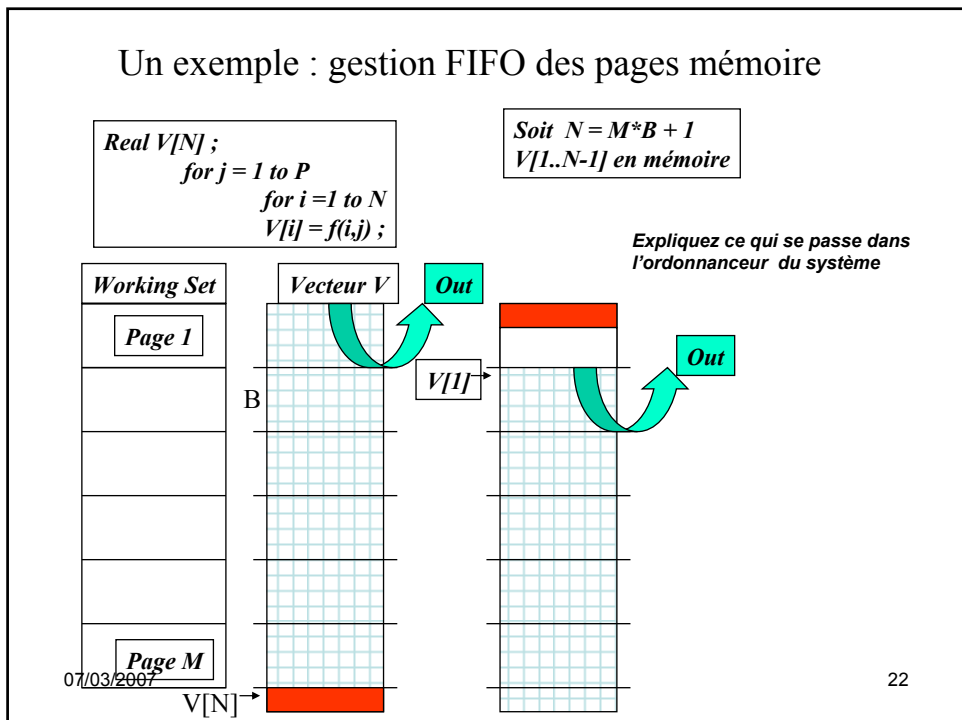 Un exemple : gestion FIFO des pages mémoire
Real V[N] ;
for j = 1 to P
for i =1 to N
V[i] = f(i,j) ;
Soit N = M*B + 1
V[1..N-1] en mémoire
Expliquez ce qui se passe dans
l'ordonnanceur du système
Working Set
Vecteur V
Out
Page 1
Out
V[1]
B
Page M
07/03/2007
22
V[N]